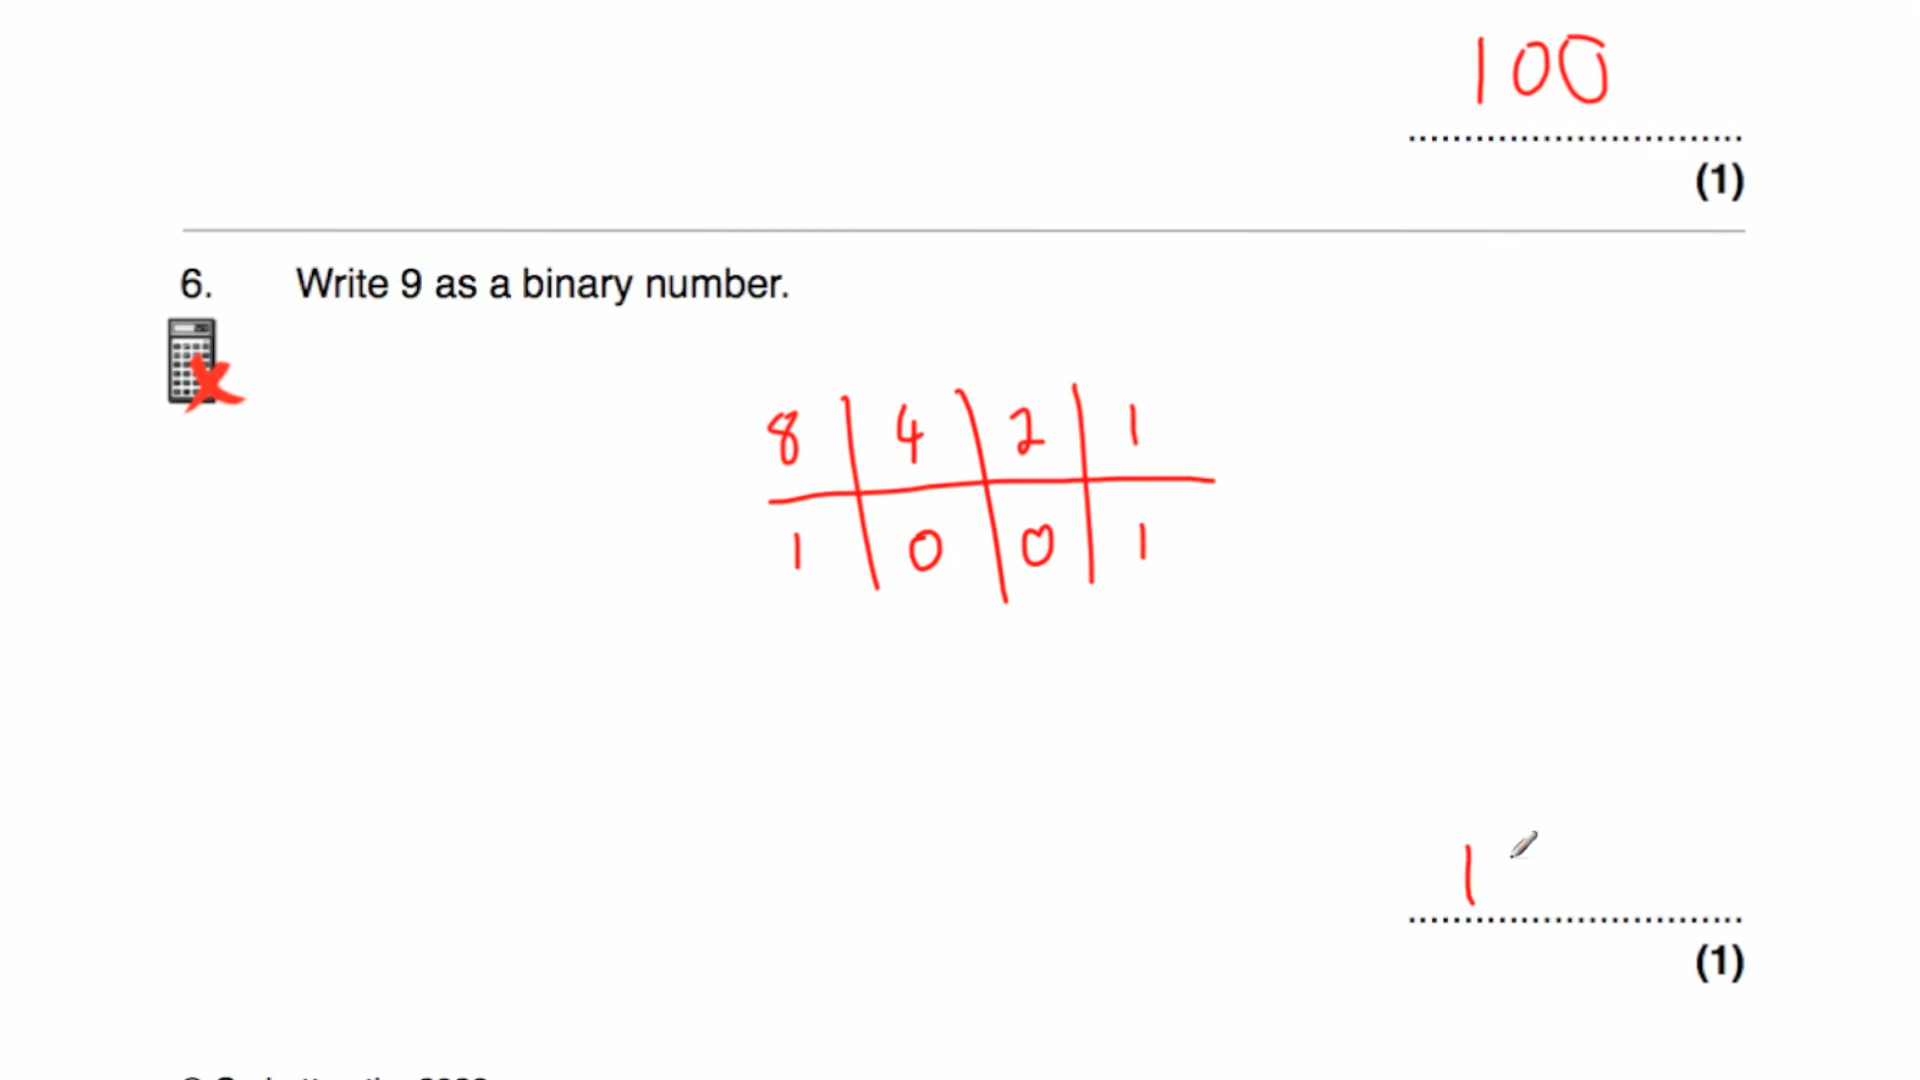 100
(1)
6. Write 9 as a binary number.
8 4 2 1
1 0 0 1
1
(1)